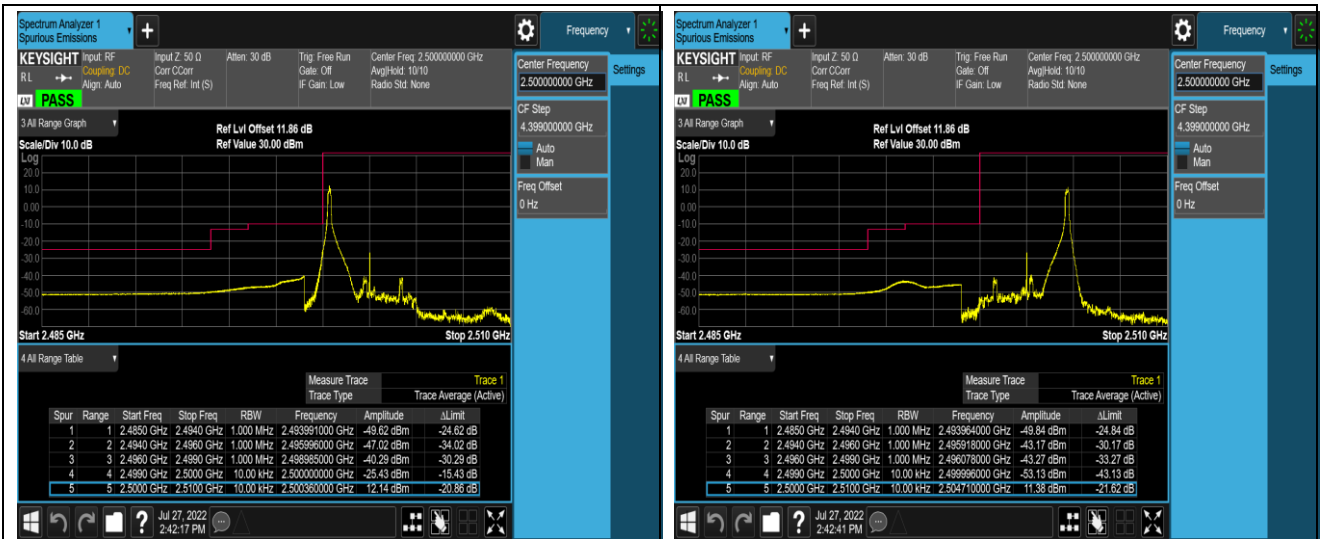 Spectrum Analyzer 1
Spurious Emissions
+
Frequency
KEYSIGHT Input: RF Input Z: 50 Ω Atten: 30 dB Trig: Free Run Center Freq: 2.500000000 GHz
RL Coupling: DC Corr CCorr Gate: Off Avg|Hold: 10/10
Align: Auto Freq Ref: Int (S) IF Gain: Low Radio Std: None
LXI PASS
Center Frequency
2.500000000 GHz
Settings
CF Step
4.399000000 GHz
Auto
Man
Freq Offset
0 Hz
3 All Range Graph
Ref Lvl Offset 11.86 dB
Scale/Div 10.0 dB Ref Value 30.00 dBm
Log
20.0
10.0
0.00
-10.0
-20.0
-30.0
-40.0
-50.0
-60.0
Start 2.485 GHz Stop 2.510 GHz
4 All Range Table
Measure Trace Trace 1
Trace Type Trace Average (Active)
Spur Range Start Freq Stop Freq RBW Frequency Amplitude ΔLimit
1 1 2.4850 GHz 2.4940 GHz 1.000 MHz 2.493991000 GHz -49.62 dBm -24.62 dB
2 2 2.4940 GHz 2.4960 GHz 1.000 MHz 2.495996000 GHz -47.02 dBm -34.02 dB
3 3 2.4960 GHz 2.4990 GHz 1.000 MHz 2.498985000 GHz -40.29 dBm -30.29 dB
4 4 2.4990 GHz 2.5000 GHz 10.00 kHz 2.500000000 GHz -25.43 dBm -15.43 dB
5 5 2.5000 GHz 2.5100 GHz 10.00 kHz 2.500360000 GHz 12.14 dBm -20.86 dB
? Jul 27, 2022
2:42:17 PM
Spectrum Analyzer 1
Spurious Emissions
+
Frequency
KEYSIGHT Input: RF Input Z: 50 Ω Atten: 30 dB Trig: Free Run Center Freq: 2.500000000 GHz
RL Coupling: DC Corr CCorr Gate: Off Avg|Hold: 10/10
Align: Auto Freq Ref: Int (S) IF Gain: Low Radio Std: None
LXI PASS
Center Frequency
2.500000000 GHz
Settings
CF Step
4.399000000 GHz
Auto
Man
Freq Offset
0 Hz
3 All Range Graph
Ref Lvl Offset 11.86 dB
Scale/Div 10.0 dB Ref Value 30.00 dBm
Log
20.0
10.0
0.00
-10.0
-20.0
-30.0
-40.0
-50.0
-60.0
Start 2.485 GHz Stop 2.510 GHz
4 All Range Table
Measure Trace Trace 1
Trace Type Trace Average (Active)
Spur Range Start Freq Stop Freq RBW Frequency Amplitude ΔLimit
1 1 2.4850 GHz 2.4940 GHz 1.000 MHz 2.493964000 GHz -49.84 dBm -24.84 dB
2 2 2.4940 GHz 2.4960 GHz 1.000 MHz 2.495918000 GHz -43.17 dBm -30.17 dB
3 3 2.4960 GHz 2.4990 GHz 1.000 MHz 2.496078000 GHz -43.27 dBm -33.27 dB
4 4 2.4990 GHz 2.5000 GHz 10.00 kHz 2.499996000 GHz -53.13 dBm -43.13 dB
5 5 2.5000 GHz 2.5100 GHz 10.00 kHz 2.504710000 GHz 11.38 dBm -21.62 dB
? Jul 27, 2022
2:42:41 PM